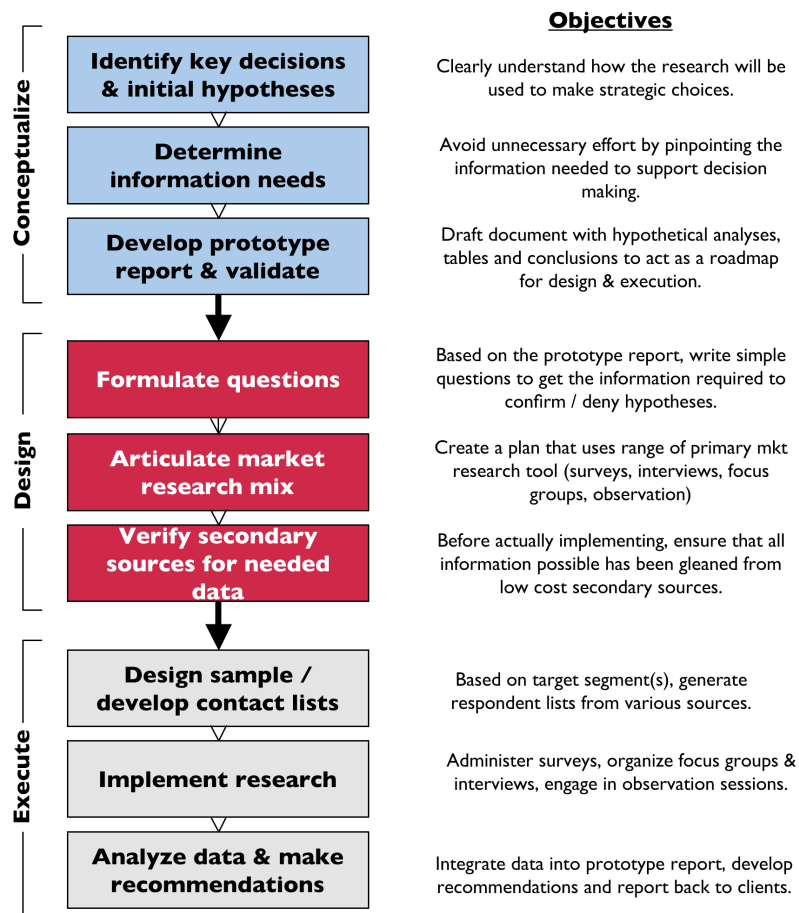 Objectives
Conceptualize
Identify key decisions
& initial hypotheses
Clearly understand how the research will be
used to make strategic choices.
Determine
information needs
Avoid unnecessary effort by pinpointing the
information needed to support decision
making.
Develop prototype
report & validate
Draft document with hypothetical analyses,
tables and conclusions to act as a roadmap
for design & execution.
Design
Formulate questions
Based on the prototype report, write simple
questions to get the information required to
confirm / deny hypotheses.
Articulate market
research mix
Create a plan that uses range of primary mkt
research tool (surveys, interviews, focus
groups, observation)
Verify secondary
sources for needed
data
Before actually implementing, ensure that all
information possible has been gleaned from
low cost secondary sources.
Execute
Design sample /
develop contact lists
Based on target segment(s), generate
respondent lists from various sources.
Implement research
Administer surveys, organize focus groups &
interviews, engage in observation sessions.
Analyze data & make
recommendations
Integrate data into prototype report, develop
recommendations and report back to clients.